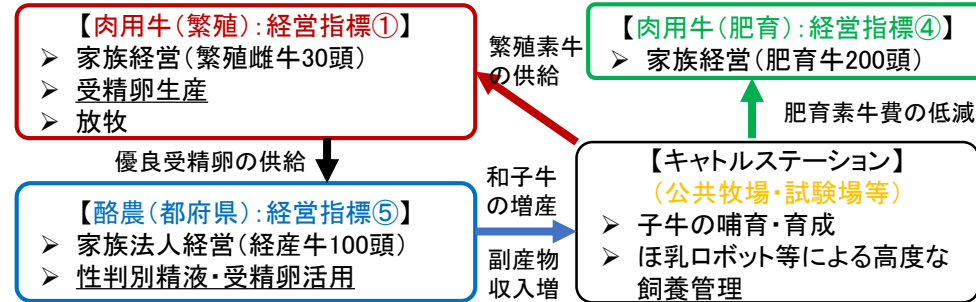 【肉用牛(繁殖):経営指標①】
➢ 家族経営(繁殖雌牛30頭)
➢ 受精卵生産
➢ 放牧
繁殖素牛
の供給
【肉用牛(肥育):経営指標④】
➢ 家族経営(肥育牛200頭)
肥育素牛費の低減
優良受精卵の供給
【酪農(都府県):経営指標⑤】
➢ 家族法人経営(経産牛100頭)
➢ 性判別精液・受精卵活用
和子牛
の増産
副産物
収入増
【キャトルステーション】
(公共牧場・試験場等)
➢ 子牛の哺育・育成
➢ ほ乳ロボット等による高度な
飼養管理